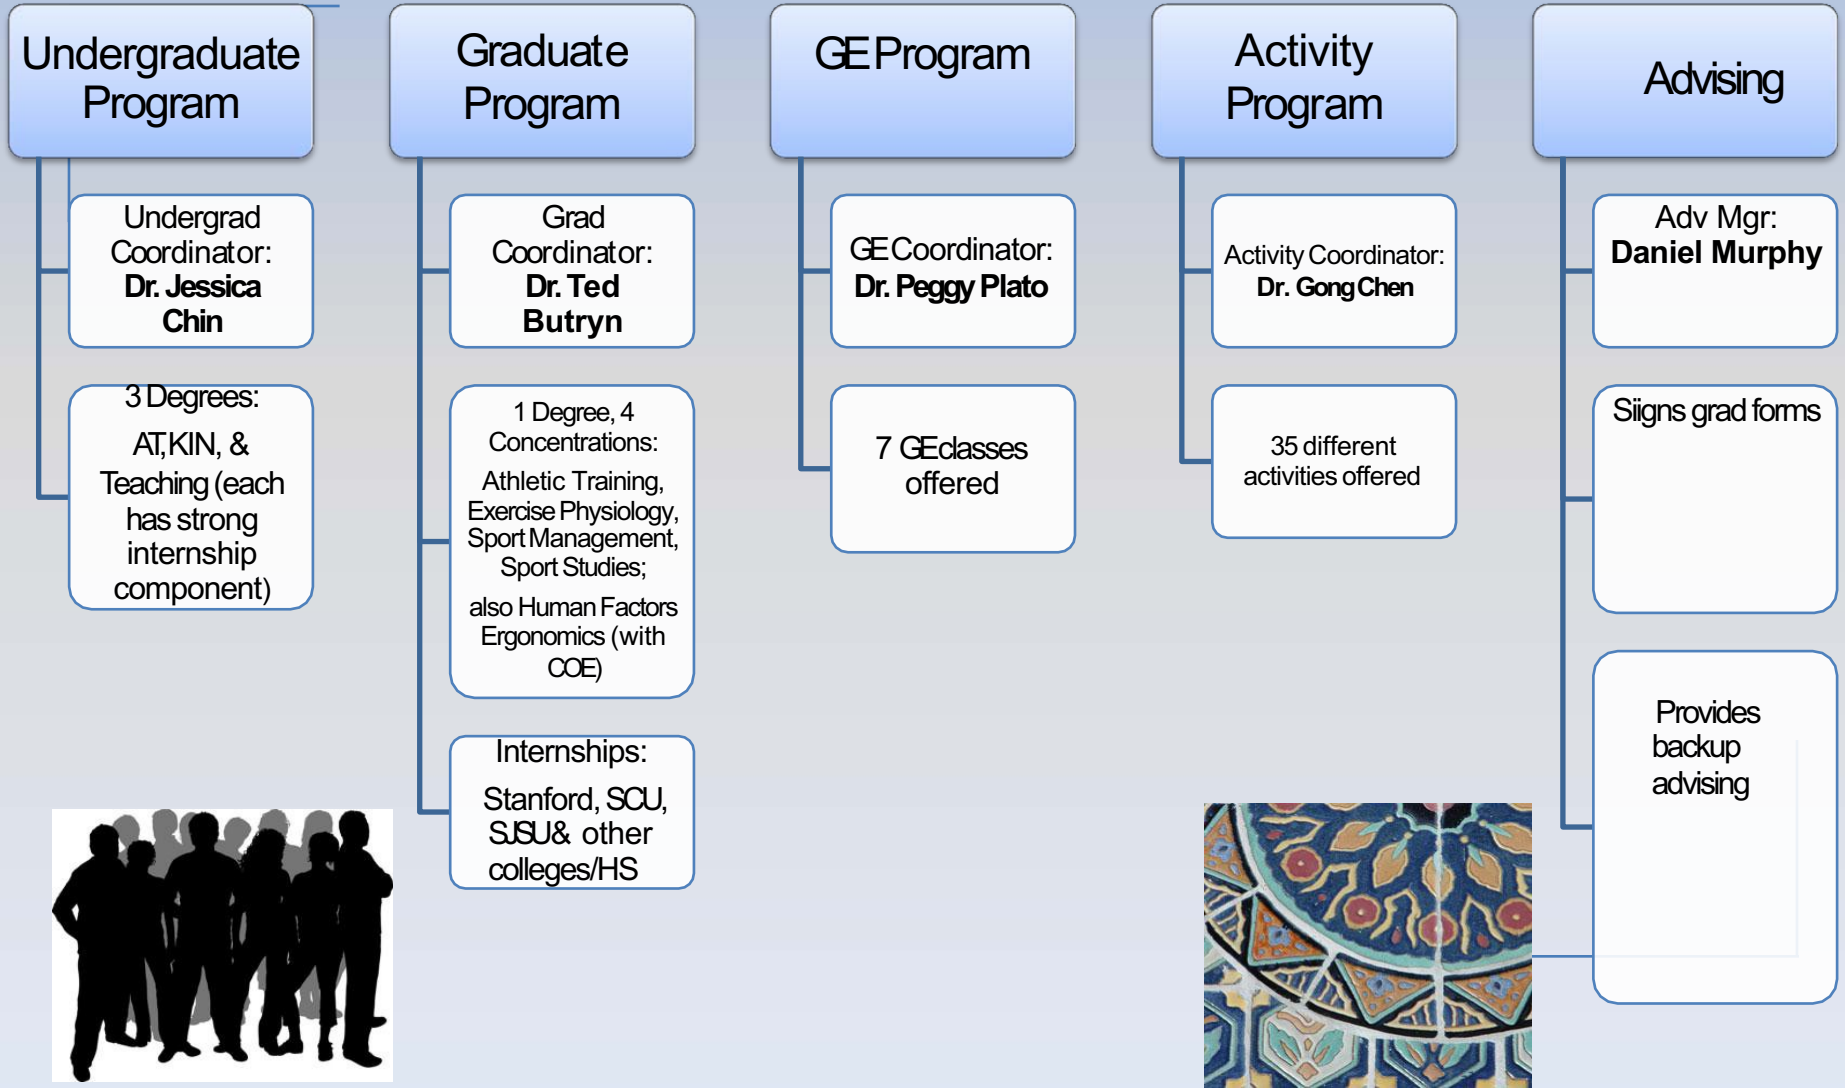 Undergraduate
Program
Undergrad
Coordinator:
Dr. Jessica
Chin
3 Degrees:
AT,KIN, &
Teaching (each
has strong
internship
component)
Graduate
Program
Grad
Coordinator:
Dr. Ted
Butryn
1 Degree, 4
Concentrations:
Athletic Training,
Exercise Physiology,
Sport Management,
Sport Studies;
also Human Factors
Ergonomics (with
COE)
Internships:
Stanford, SCU,
SJSU& other
colleges/HS
GE Program
GE Coordinator:
Dr. Peggy Plato
7 GE classes
offered
Activity
Program
Activity Coordinator:
Dr. Gong Chen
35 different
activities offered
Advising
Adv Mgr:
Daniel Murphy
Siigns grad forms
Provides
backup
advising